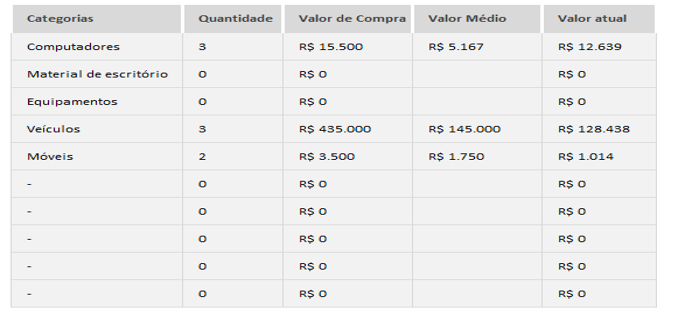 Categorias Quantidade Valor de Compra Valor Médio Valor atual
Computadores 3 R$ 15.500 R$ 5.167 R$ 12.639
Material de escritório 0 R$ 0 R$ 0
Equipamentos 0 R$ 0 R$ 0
Veículos 3 R$ 435.000 R$ 145.000 R$ 128.438
Móveis 2 R$ 3.500 R$ 1.750 R$ 1.014
- 0 R$ 0 R$ 0
- 0 R$ 0 R$ 0
- 0 R$ 0 R$ 0
- 0 R$ 0 R$ 0
- 0 R$ 0 R$ 0